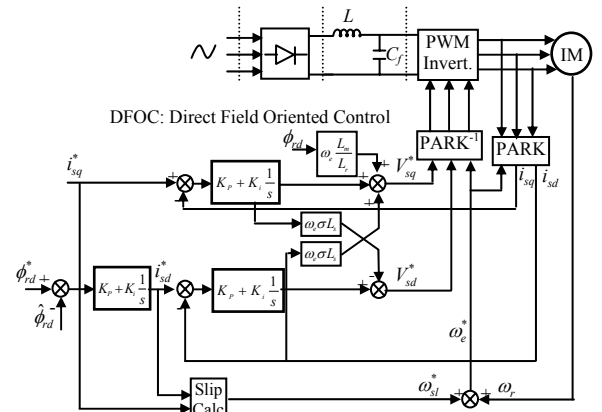 L
C_f
PWM
Invert.
IM
DFOC: Direct Field Oriented Control
ϕ_rd
ω_e L_m/L_r
PARK⁻¹
PARK
i*_sq
+
-
K_P + K_i 1/s
+
+
+
V*_sq
i_sq
i_sd
ω_e σL_s
ω_e σL_s
ϕ*_rd
+
-
ϕ̂_rd
K_P + K_i 1/s
i*_sd
+
-
K_P + K_i 1/s
+
-
V*_sd
ω*_e
Slip
Calc
ω*_sl
+
+
ω_r